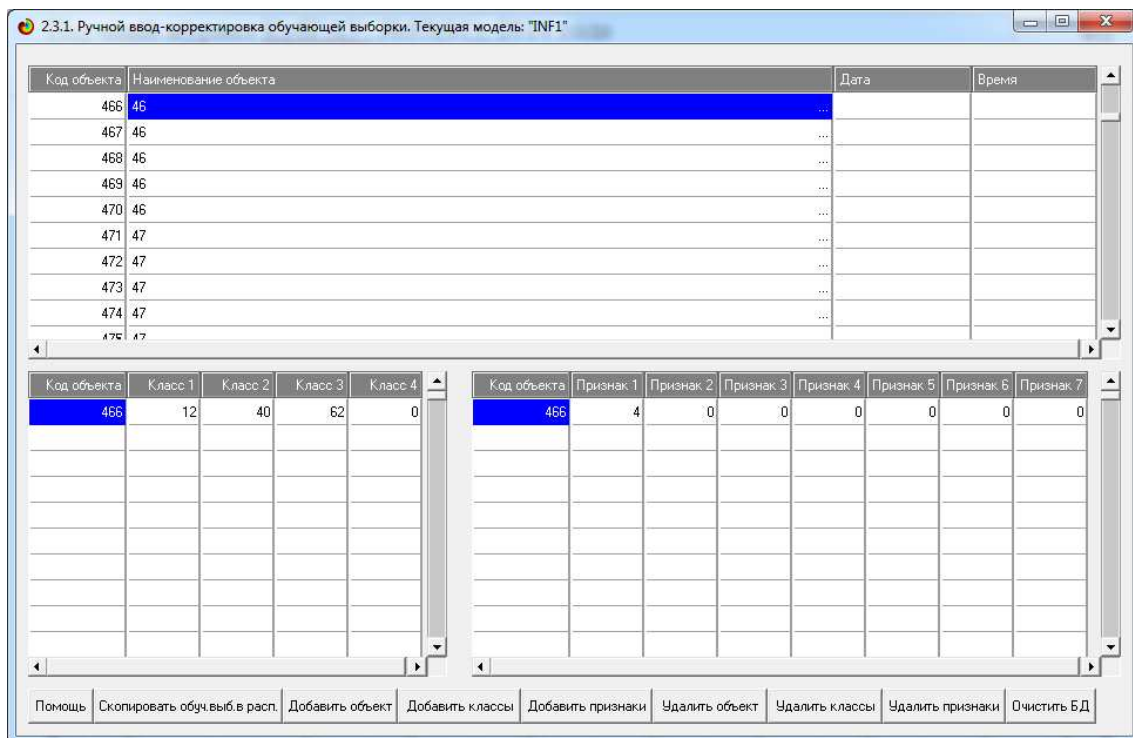 2.3.1. Ручной ввод-корректировка обучающей выборки. Текущая модель: "INF1"
Код объекта Наименование объекта Дата Время
466 46 ...
467 46 ...
468 46 ...
469 46 ...
470 46 ...
471 47 ...
472 47 ...
473 47 ...
474 47 ...
475 47
Код объекта Класс 1 Класс 2 Класс 3 Класс 4
466 12 40 62 0
Код объекта Признак 1 Признак 2 Признак 3 Признак 4 Признак 5 Признак 6 Признак 7
466 4 0 0 0 0 0 0
Помощь Скопировать обуч.выб.в расп. Добавить объект Добавить классы Добавить признаки Удалить объект Удалить классы Удалить признаки Очистить БД